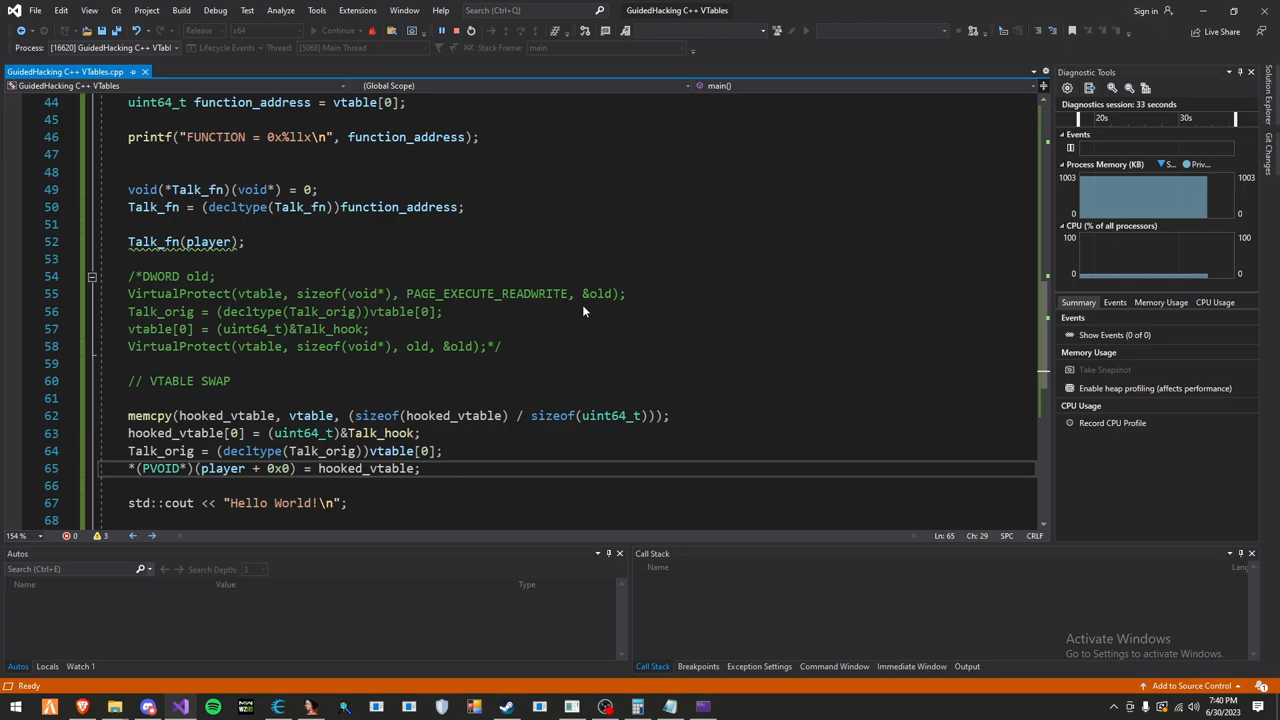 File Edit View Git Project Build Debug Test Analyze Tools Extensions Window Help Search (Ctrl+Q) GuidedHacking C++ VTables Sign in
Release x64 Continue Live Share
Process: [16620] GuidedHacking C++ VTabl Lifecycle Events Thread: [5068] Main Thread Stack Frame: main
GuidedHacking C++ VTables.cpp
GuidedHacking C++ VTables (Global Scope) main()
44 uint64_t function_address = vtable[0];
45
46 printf("FUNCTION = 0x%llx\n", function_address);
47
48
49 void(*Talk_fn)(void*) = 0;
50 Talk_fn = (decltype(Talk_fn))function_address;
51
52 Talk_fn(player);
53
54 /*DWORD old;
55 VirtualProtect(vtable, sizeof(void*), PAGE_EXECUTE_READWRITE, &old);
56 Talk_orig = (decltype(Talk_orig))vtable[0];
57 vtable[0] = (uint64_t)&Talk_hook;
58 VirtualProtect(vtable, sizeof(void*), old, &old);*/
59
60 // VTABLE SWAP
61
62 memcpy(hooked_vtable, vtable, (sizeof(hooked_vtable) / sizeof(uint64_t)));
63 hooked_vtable[0] = (uint64_t)&Talk_hook;
64 Talk_orig = (decltype(Talk_orig))vtable[0];
65 *(PVOID*)(player + 0x0) = hooked_vtable;
66
67 std::cout << "Hello World!\n";
68
154 % 0 3 Ln: 65 Ch: 29 SPC CRLF
Diagnostic Tools
Diagnostics session: 33 seconds
20s 30s
Events
Process Memory (KB) S... Priv...
1003 1003
0 0
CPU (% of all processors)
100 100
0 0
Summary Events Memory Usage CPU Usage
Events
Show Events (0 of 0)
Memory Usage
Take Snapshot
Enable heap profiling (affects performance)
CPU Usage
Record CPU Profile
Solution Explorer
Git Changes
Autos
Search (Ctrl+E) Search Depth: 3
Name Value Type
Autos Locals Watch 1
Call Stack
Name Lang
Call Stack Breakpoints Exception Settings Command Window Immediate Window Output
Activate Windows
Go to Settings to activate Windows.
Ready Add to Source Control 1
7:40 PM
6/30/2023